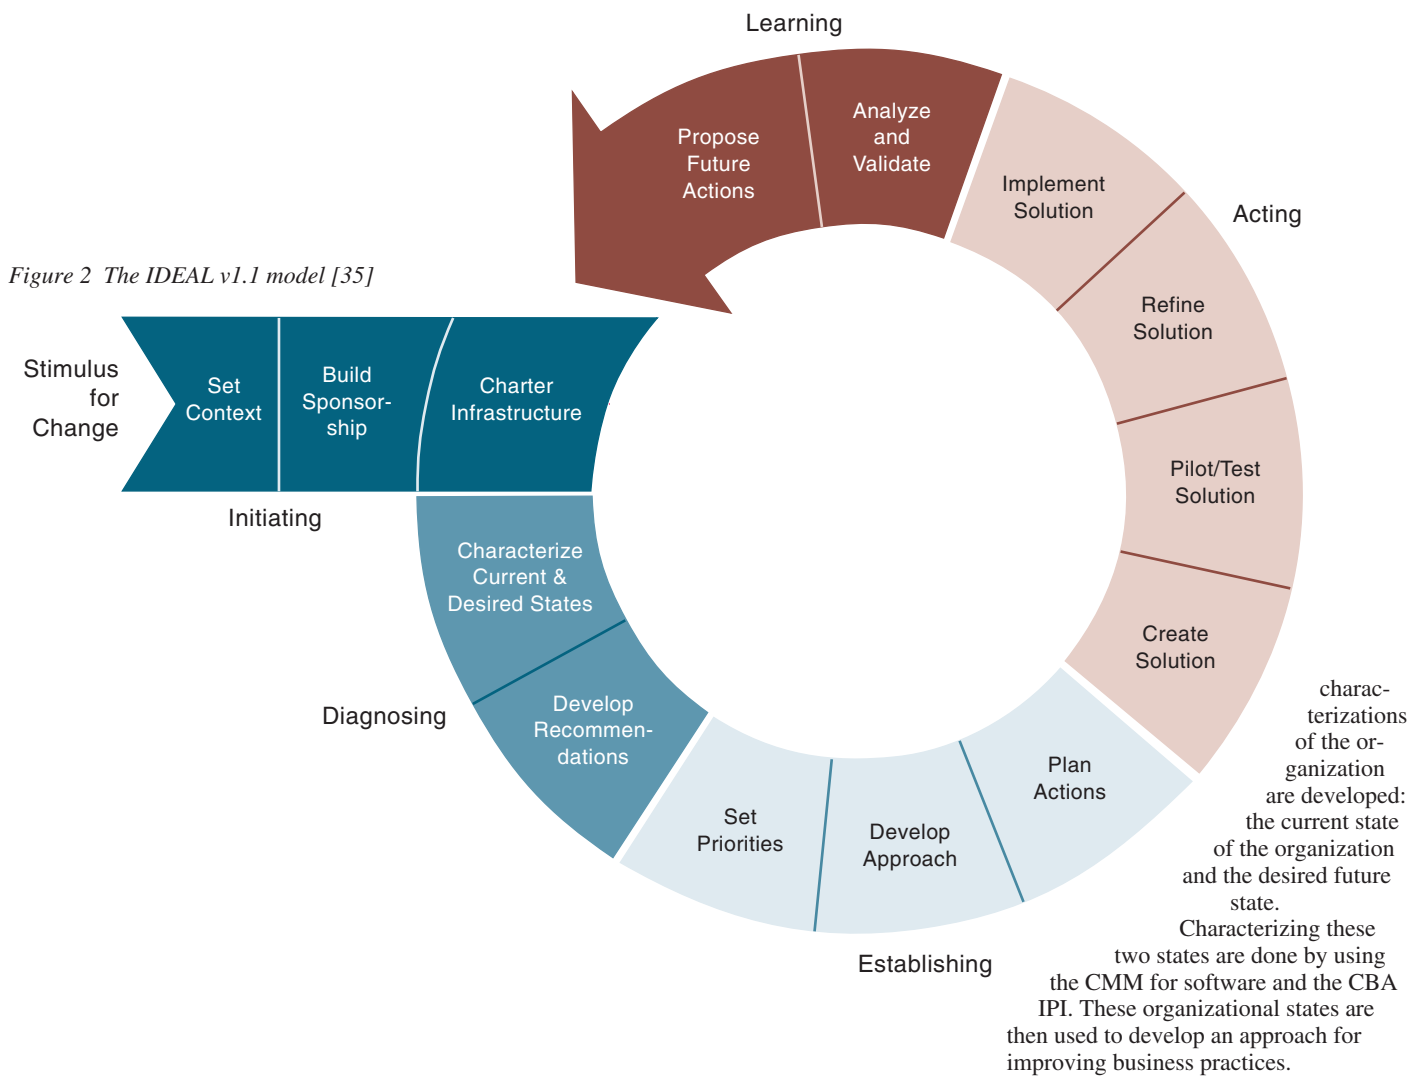 Figure 2 The IDEAL v1.1 model [35]
Stimulus
for
Change
Set
Context
Build
Sponsor-
ship
Charter
Infrastructure
Initiating
Characterize
Current &
Desired States
Develop
Recommen-
dations
Diagnosing
Set
Priorities
Develop
Approach
Plan
Actions
Establishing
Create
Solution
Pilot/Test
Solution
Refine
Solution
Implement
Solution
Acting
Analyze
and
Validate
Propose
Future
Actions
Learning
charac-
terizations
of the or-
ganization
are developed:
the current state
of the organization
and the desired future
state.
Characterizing these
two states are done by using
the CMM for software and the CBA
IPI. These organizational states are
then used to develop an approach for
improving business practices.